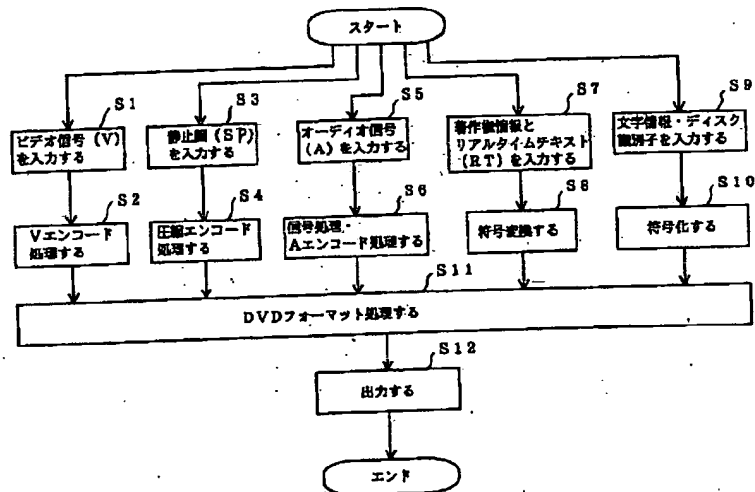 スタート
S1
ビデオ信号(V)
を入力する
S3
静止画(SP)
を入力する
S5
オーディオ信号
(A)を入力する
S7
著作権情報と
リアルタイムテキスト
(RT)を入力する
S9
文字情報・ディスク
識別子を入力する
S2
Vエンコード
処理する
S4
圧縮エンコード
処理する
S6
信号処理・
Aエンコード処理する
S8
符号変換する
S10
符号化する
S11
DVDフォーマット処理する
S12
出力する
エンド